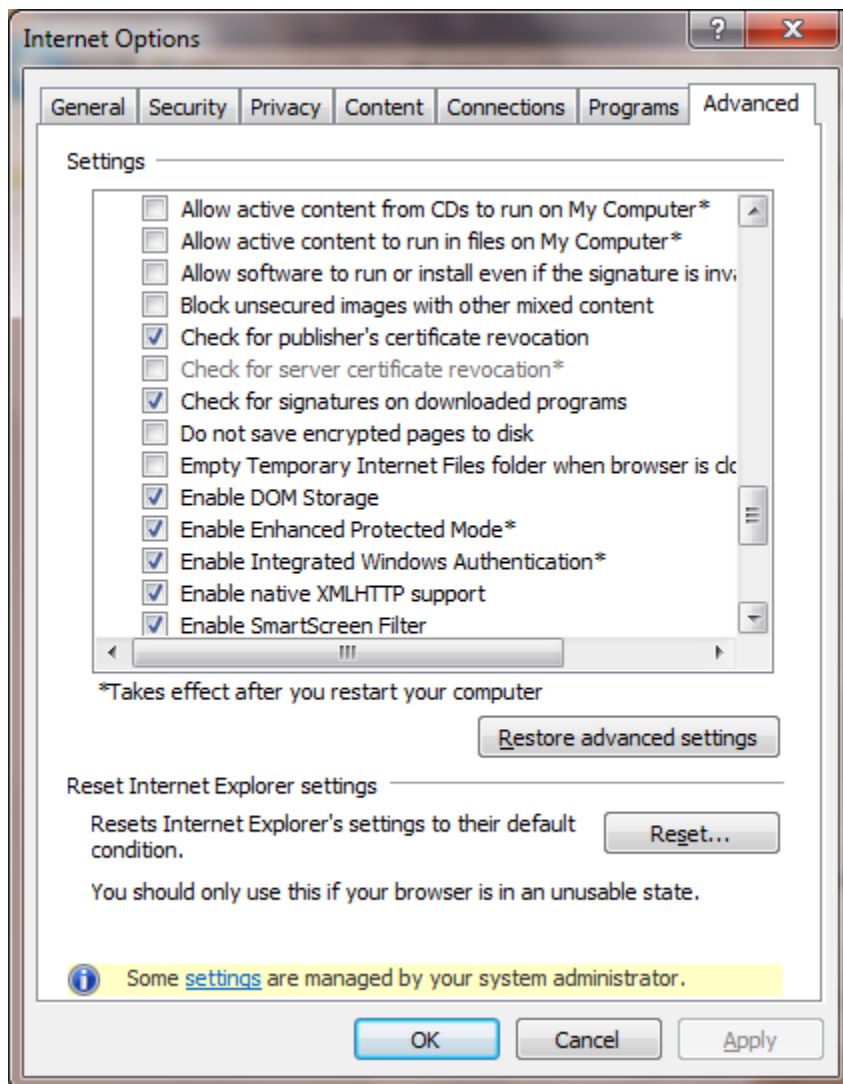 Internet Options
General Security Privacy Content Connections Programs Advanced
Settings
Allow active content from CDs to run on My Computer*
Allow active content to run in files on My Computer*
Allow software to run or install even if the signature is inva
Block unsecured images with other mixed content
Check for publisher's certificate revocation
Check for server certificate revocation*
Check for signatures on downloaded programs
Do not save encrypted pages to disk
Empty Temporary Internet Files folder when browser is clo
Enable DOM Storage
Enable Enhanced Protected Mode*
Enable Integrated Windows Authentication*
Enable native XMLHTTP support
Enable SmartScreen Filter
*Takes effect after you restart your computer
Restore advanced settings
Reset Internet Explorer settings
Resets Internet Explorer's settings to their default
condition.
Reset...
You should only use this if your browser is in an unusable state.
Some settings are managed by your system administrator.
OK Cancel Apply